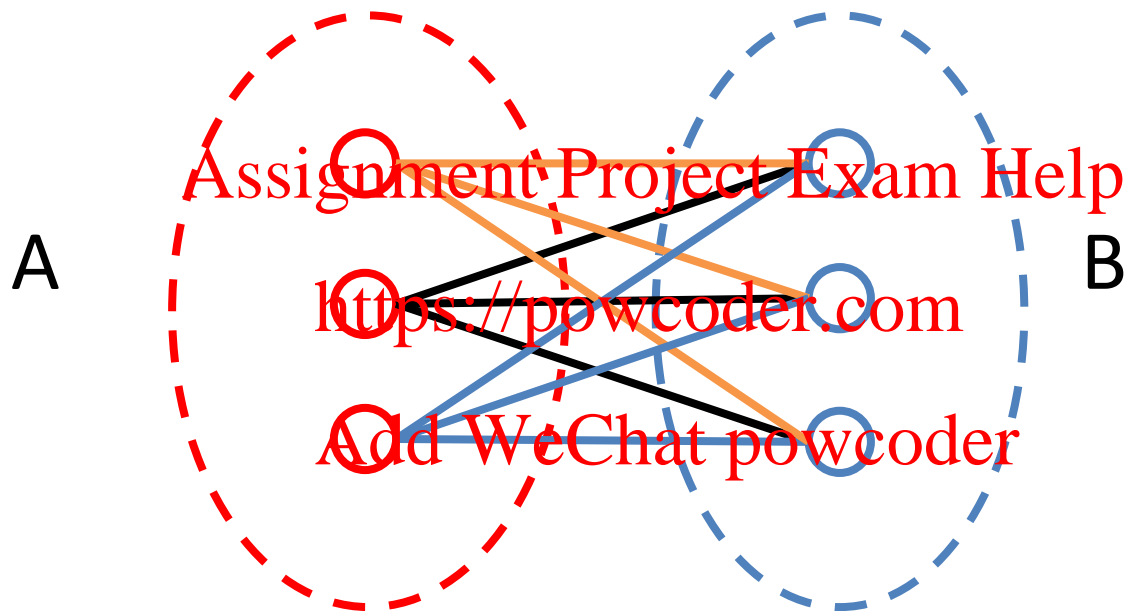 Assignment Project Exam Help
A
B
https://powcoder.com
Add WeChat powcoder